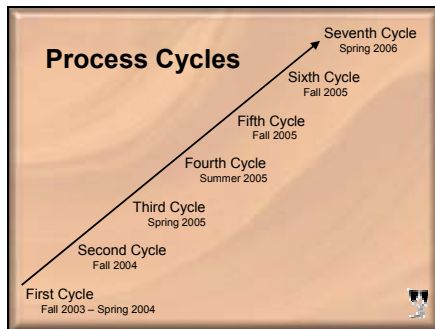 Process Cycles
Seventh Cycle
Spring 2006
Sixth Cycle
Fall 2005
Fifth Cycle
Fall 2005
Fourth Cycle
Summer 2005
Third Cycle
Spring 2005
Second Cycle
Fall 2004
First Cycle
Fall 2003 – Spring 2004